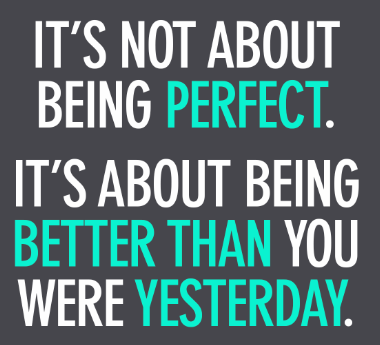 IT'S NOT ABOUT
BEING PERFECT.
IT'S ABOUT BEING
BETTER THAN YOU
WERE YESTERDAY.